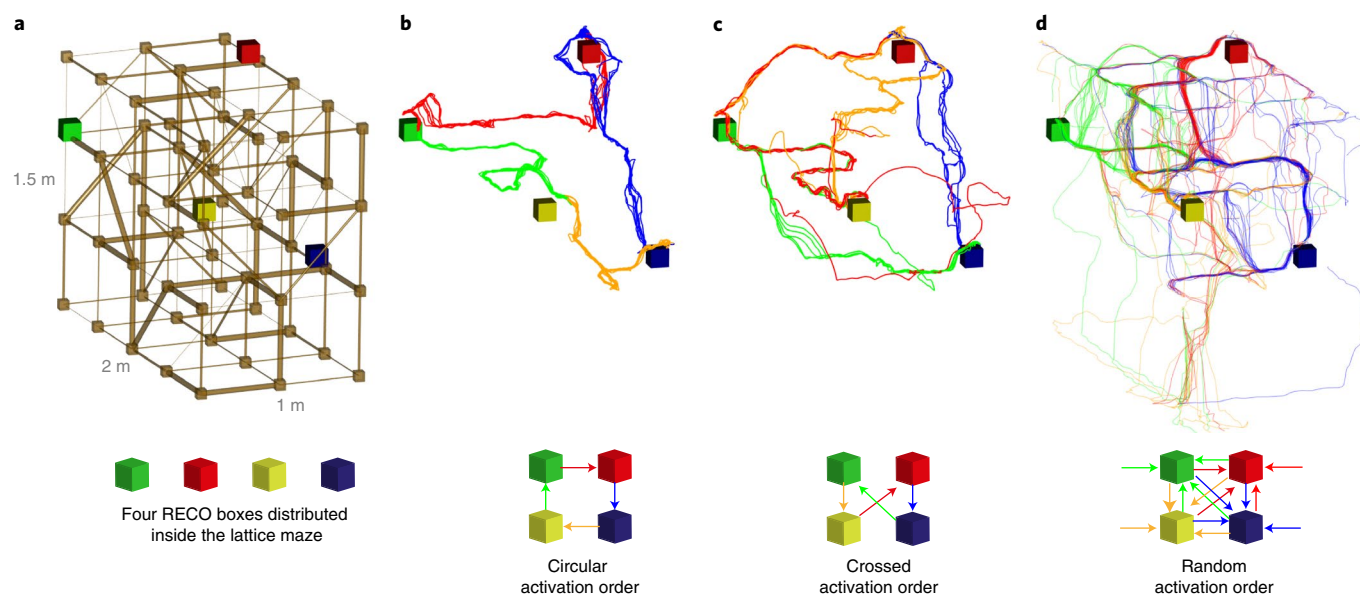 a
b
c
d
1.5 m
2 m
1 m
Four RECO boxes distributed
inside the lattice maze
Circular
activation order
Crossed
activation order
Random
activation order